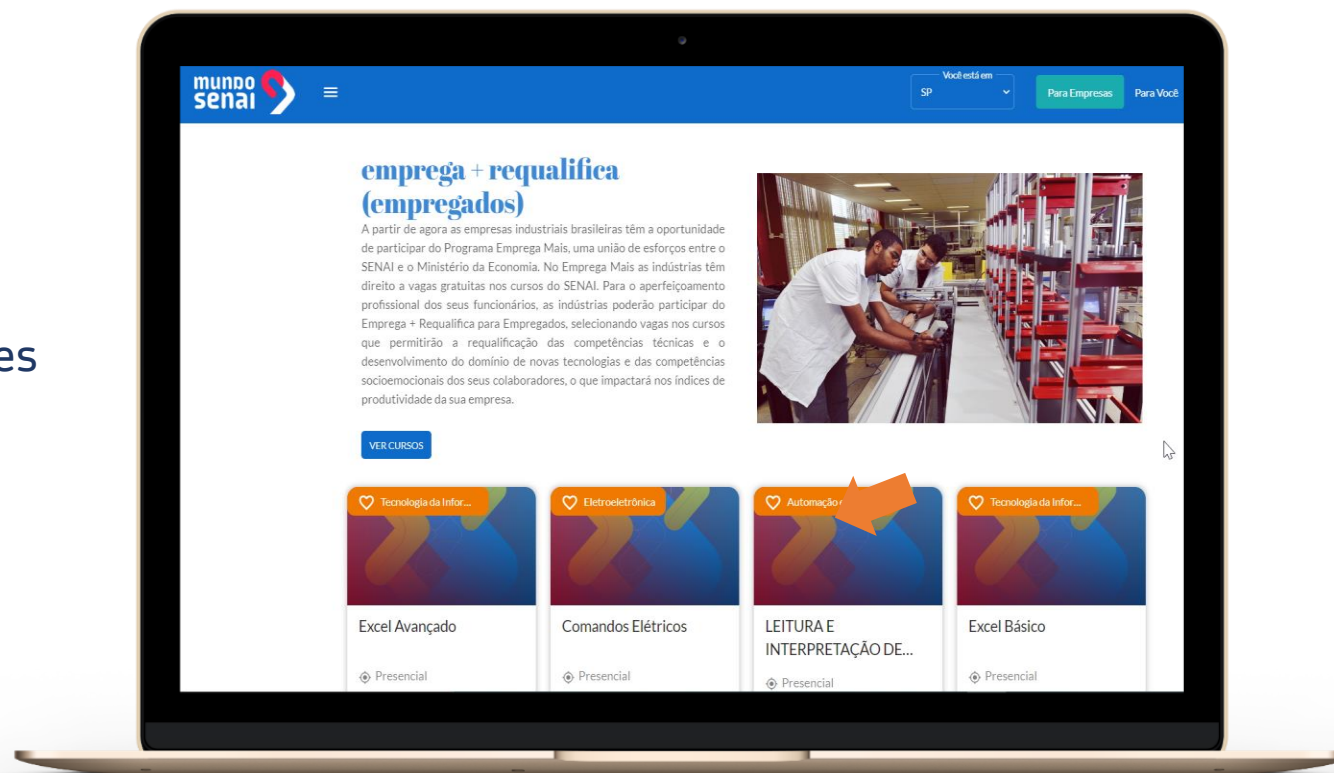 es
mundo
senai
Você está em
SP
Para Empresas
Para Você
emprega + requalifica
(empregados)
A partir de agora as empresas industriais brasileiras têm a oportunidade
de participar do Programa Emprega Mais, uma união de esforços entre o
SENAI e o Ministério da Economia. No Emprega Mais as indústrias têm
direito a vagas gratuitas nos cursos do SENAI. Para o aperfeiçoamento
profissional dos seus funcionários, as indústrias poderão participar do
Emprega + Requalifica para Empregados, selecionando vagas nos cursos
que permitirão a requalificação das competências técnicas e o
desenvolvimento do domínio de novas tecnologias e das competências
socioemocionais dos seus colaboradores, o que impactará nos índices de
produtividade da sua empresa.
VER CURSOS
Tecnologia da Infor...
Eletroeletrônica
Automação
Tecnologia da Infor...
Excel Avançado
Comandos Elétricos
LEITURA E
INTERPRETAÇÃO DE...
Excel Básico
Presencial
Presencial
Presencial
Presencial